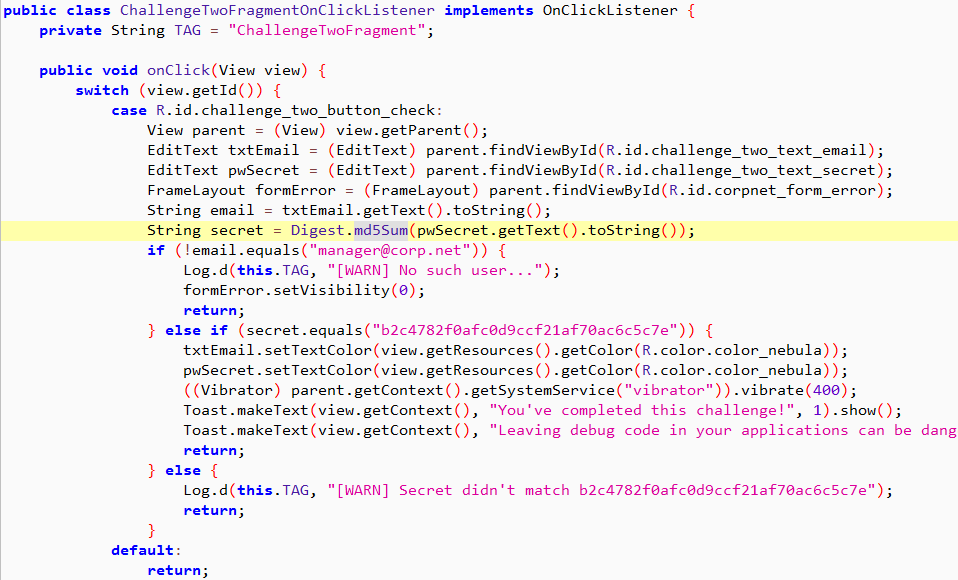 public class ChallengeTwoFragmentOnClickListener implements OnClickListener {
    private String TAG = "ChallengeTwoFragment";
    public void onClick(View view) {
        switch (view.getId()) {
            case R.id.challenge_two_button_check:
                View parent = (View) view.getParent();
                EditText txtEmail = (EditText) parent.findViewById(R.id.challenge_two_text_email);
                EditText pwSecret = (EditText) parent.findViewById(R.id.challenge_two_text_secret);
                FrameLayout formError = (FrameLayout) parent.findViewById(R.id.corpnet_form_error);
                String email = txtEmail.getText().toString();
                String secret = Digest.md5Sum(pwSecret.getText().toString());
                if (!email.equals("manager@corp.net")) {
                    Log.d(this.TAG, "[WARN] No such user...");
                    formError.setVisibility(0);
                    return;
                } else if (secret.equals("b2c4782f0afc0d9ccf21af70ac6c5c7e")) {
                    txtEmail.setTextColor(view.getResources().getColor(R.color.color_nebula));
                    pwSecret.setTextColor(view.getResources().getColor(R.color.color_nebula));
                    ((Vibrator) parent.getContext().getSystemService("vibrator")).vibrate(400);
                    Toast.makeText(view.getContext(), "You've completed this challenge!", 1).show();
                    Toast.makeText(view.getContext(), "Leaving debug code in your applications can be dang
                    return;
                } else {
                    Log.d(this.TAG, "[WARN] Secret didn't match b2c4782f0afc0d9ccf21af70ac6c5c7e");
                    return;
                }
            default:
                return;